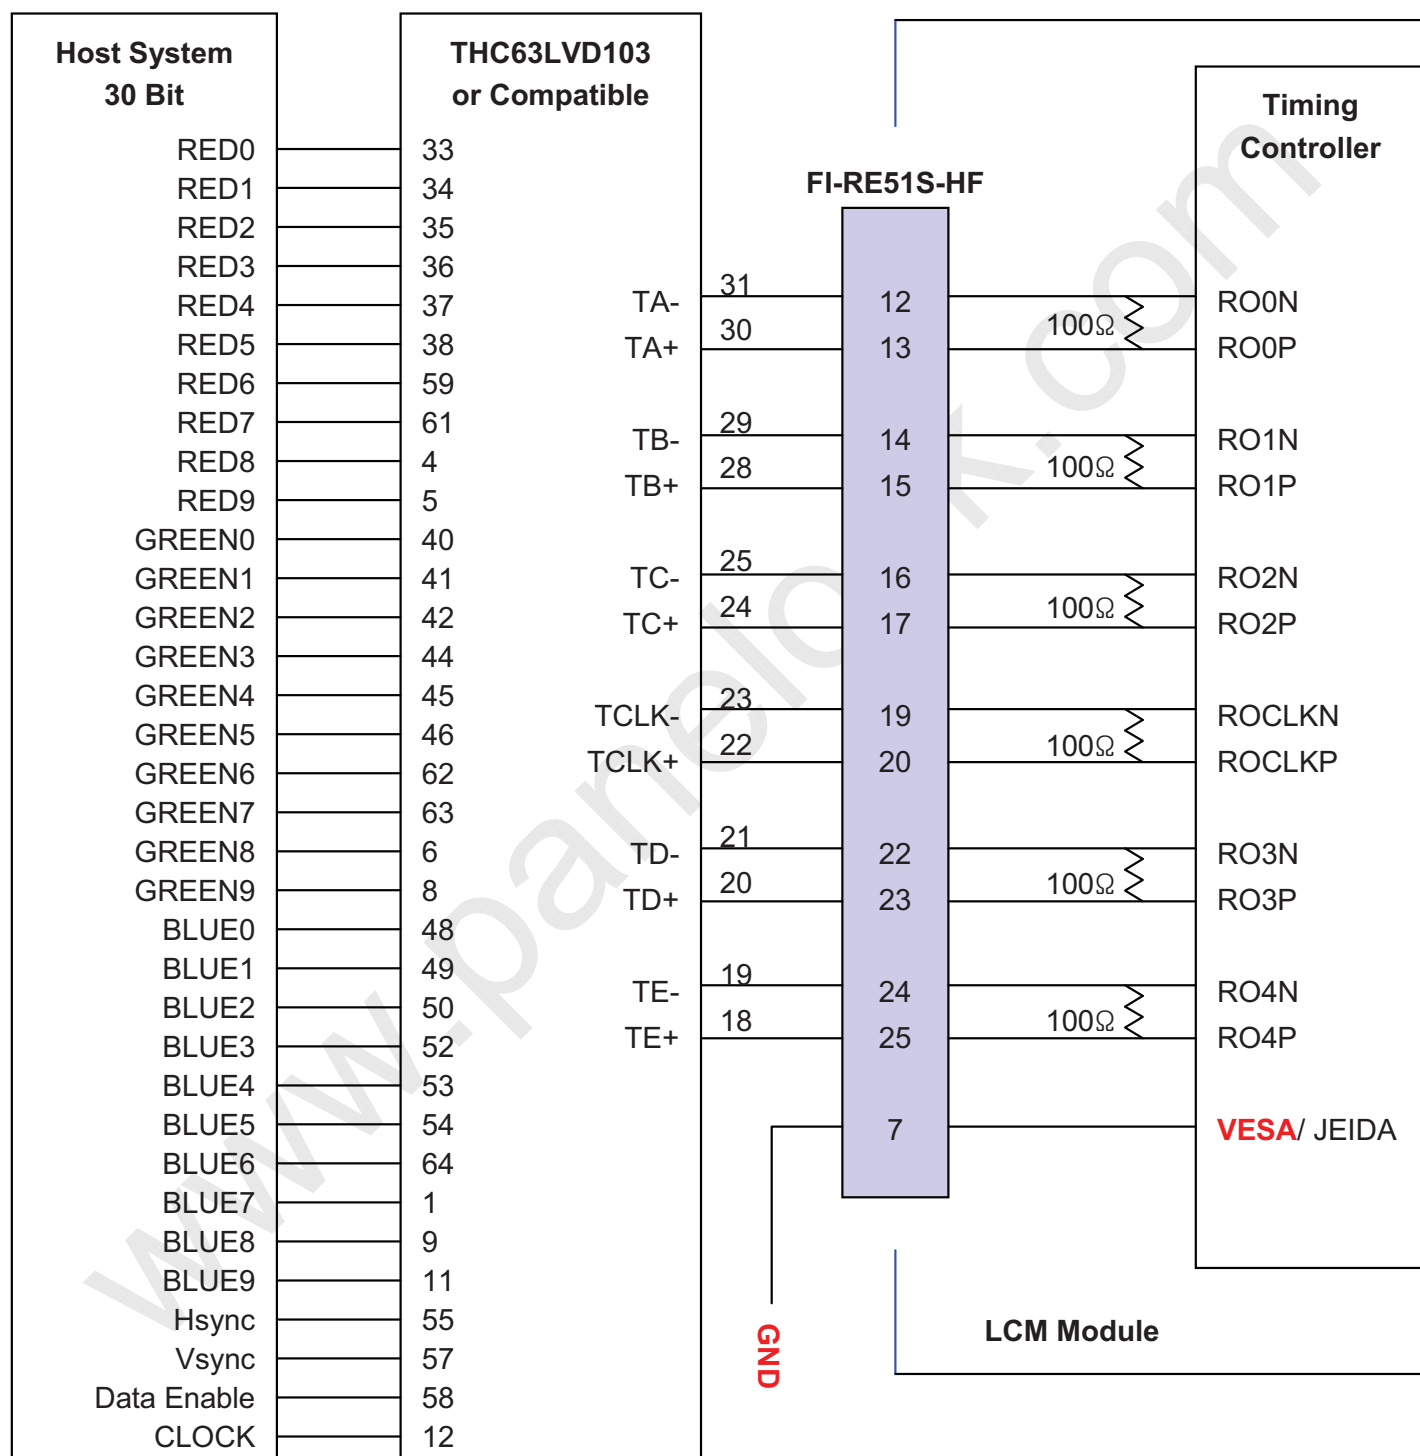 Host System
30 Bit
RED0
RED1
RED2
RED3
RED4
RED5
RED6
RED7
RED8
RED9
GREEN0
GREEN1
GREEN2
GREEN3
GREEN4
GREEN5
GREEN6
GREEN7
GREEN8
GREEN9
BLUE0
BLUE1
BLUE2
BLUE3
BLUE4
BLUE5
BLUE6
BLUE7
BLUE8
BLUE9
Hsync
Vsync
Data Enable
CLOCK
THC63LVD103
or Compatible
33
34
35
36
37
38
59
61
4
5
40
41
42
44
45
46
62
63
6
8
48
49
50
52
53
54
64
1
9
11
55
57
58
12
TA-
TA+
TB-
TB+
TC-
TC+
TCLK-
TCLK+
TD-
TD+
TE-
TE+
31
30
29
28
25
24
23
22
21
20
19
18
FI-RE51S-HF
12
13
14
15
16
17
19
20
22
23
24
25
7
GND
100Ω
100Ω
100Ω
100Ω
100Ω
100Ω
Timing
Controller
RO0N
RO0P
RO1N
RO1P
RO2N
RO2P
ROCLKN
ROCLKP
RO3N
RO3P
RO4N
RO4P
VESA/ JEIDA
LCM Module